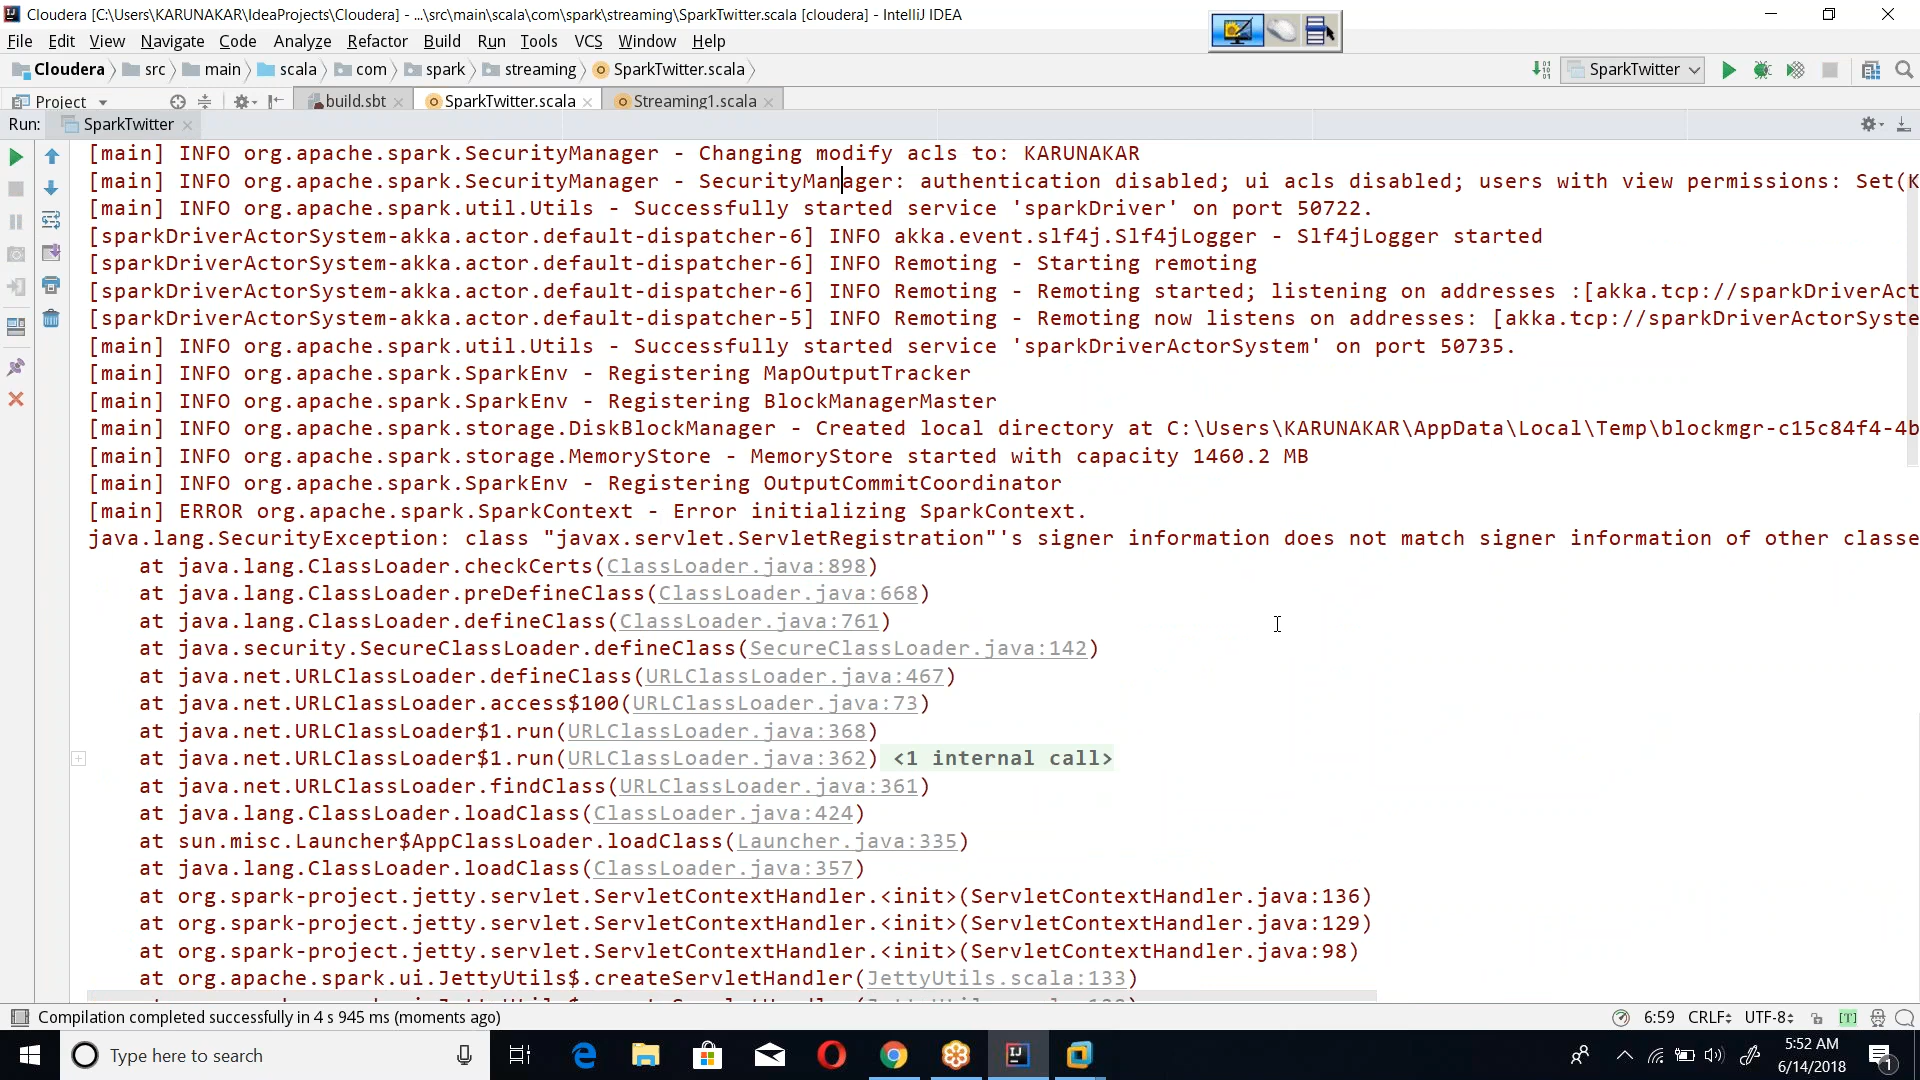 Cloudera [C:\Users\KARUNAKAR\IdeaProjects\Cloudera] - ...\src\main\scala\com\spark\streaming\SparkTwitter.scala [cloudera] - IntelliJ IDEA
File Edit View Navigate Code Analyze Refactor Build Run Tools VCS Window Help
Cloudera src main scala com spark streaming SparkTwitter.scala SparkTwitter
Project build.sbt SparkTwitter.scala Streaming1.scala
Run: SparkTwitter
[main] INFO org.apache.spark.SecurityManager - Changing modify acls to: KARUNAKAR
[main] INFO org.apache.spark.SecurityManager - SecurityManager: authentication disabled; ui acls disabled; users with view permissions: Set(K
[main] INFO org.apache.spark.util.Utils - Successfully started service 'sparkDriver' on port 50722.
[sparkDriverActorSystem-akka.actor.default-dispatcher-6] INFO akka.event.slf4j.Slf4jLogger - Slf4jLogger started
[sparkDriverActorSystem-akka.actor.default-dispatcher-6] INFO Remoting - Starting remoting
[sparkDriverActorSystem-akka.actor.default-dispatcher-6] INFO Remoting - Remoting started; listening on addresses :[akka.tcp://sparkDriverAct
[sparkDriverActorSystem-akka.actor.default-dispatcher-5] INFO Remoting - Remoting now listens on addresses: [akka.tcp://sparkDriverActorSyste
[main] INFO org.apache.spark.util.Utils - Successfully started service 'sparkDriverActorSystem' on port 50735.
[main] INFO org.apache.spark.SparkEnv - Registering MapOutputTracker
[main] INFO org.apache.spark.SparkEnv - Registering BlockManagerMaster
[main] INFO org.apache.spark.storage.DiskBlockManager - Created local directory at C:\Users\KARUNAKAR\AppData\Local\Temp\blockmgr-c15c84f4-4b
[main] INFO org.apache.spark.storage.MemoryStore - MemoryStore started with capacity 1460.2 MB
[main] INFO org.apache.spark.SparkEnv - Registering OutputCommitCoordinator
[main] ERROR org.apache.spark.SparkContext - Error initializing SparkContext.
java.lang.SecurityException: class "javax.servlet.ServletRegistration"'s signer information does not match signer information of other classe
at java.lang.ClassLoader.checkCerts(ClassLoader.java:898)
at java.lang.ClassLoader.preDefineClass(ClassLoader.java:668)
at java.lang.ClassLoader.defineClass(ClassLoader.java:761)
at java.security.SecureClassLoader.defineClass(SecureClassLoader.java:142)
at java.net.URLClassLoader.defineClass(URLClassLoader.java:467)
at java.net.URLClassLoader.access$100(URLClassLoader.java:73)
at java.net.URLClassLoader$1.run(URLClassLoader.java:368)
at java.net.URLClassLoader$1.run(URLClassLoader.java:362) <1 internal call>
at java.net.URLClassLoader.findClass(URLClassLoader.java:361)
at java.lang.ClassLoader.loadClass(ClassLoader.java:424)
at sun.misc.Launcher$AppClassLoader.loadClass(Launcher.java:335)
at java.lang.ClassLoader.loadClass(ClassLoader.java:357)
at org.spark-project.jetty.servlet.ServletContextHandler.<init>(ServletContextHandler.java:136)
at org.spark-project.jetty.servlet.ServletContextHandler.<init>(ServletContextHandler.java:129)
at org.spark-project.jetty.servlet.ServletContextHandler.<init>(ServletContextHandler.java:98)
at org.apache.spark.ui.JettyUtils$.createServletHandler(JettyUtils.scala:133)
Compilation completed successfully in 4 s 945 ms (moments ago) 6:59 CRLF UTF-8 [T]
Type here to search
5:52 AM
6/14/2018
1